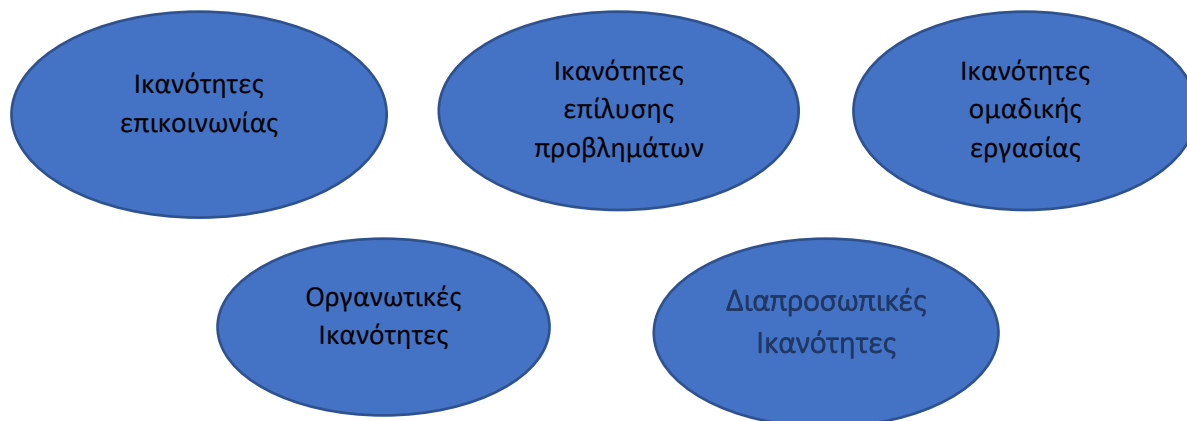 Ικανότητες
επικοινωνίας
Ικανότητες
επίλυσης
προβλημάτων
Ικανότητες
ομαδικής
εργασίας
Οργανωτικές
Ικανότητες
Διαπροσωπικές
Ικανότητες